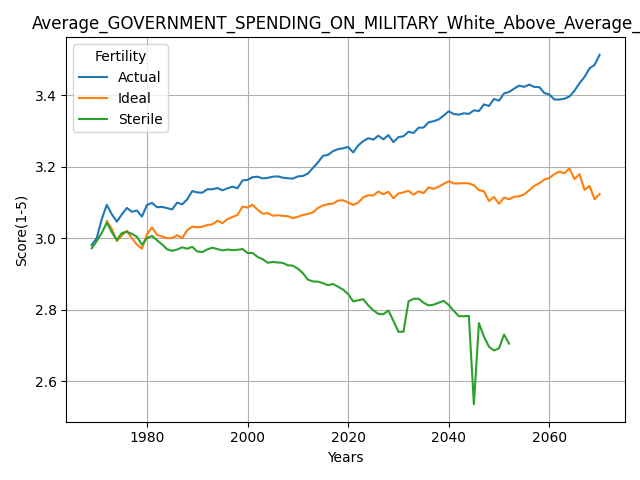 Average_GOVERNMENT_SPENDING_ON_MILITARY_White_Above_Average_
Fertility
Actual
Ideal
Sterile
Score(1-5)
3.4
3.2
3.0
2.8
2.6
1980 2000 2020 2040 2060
Years